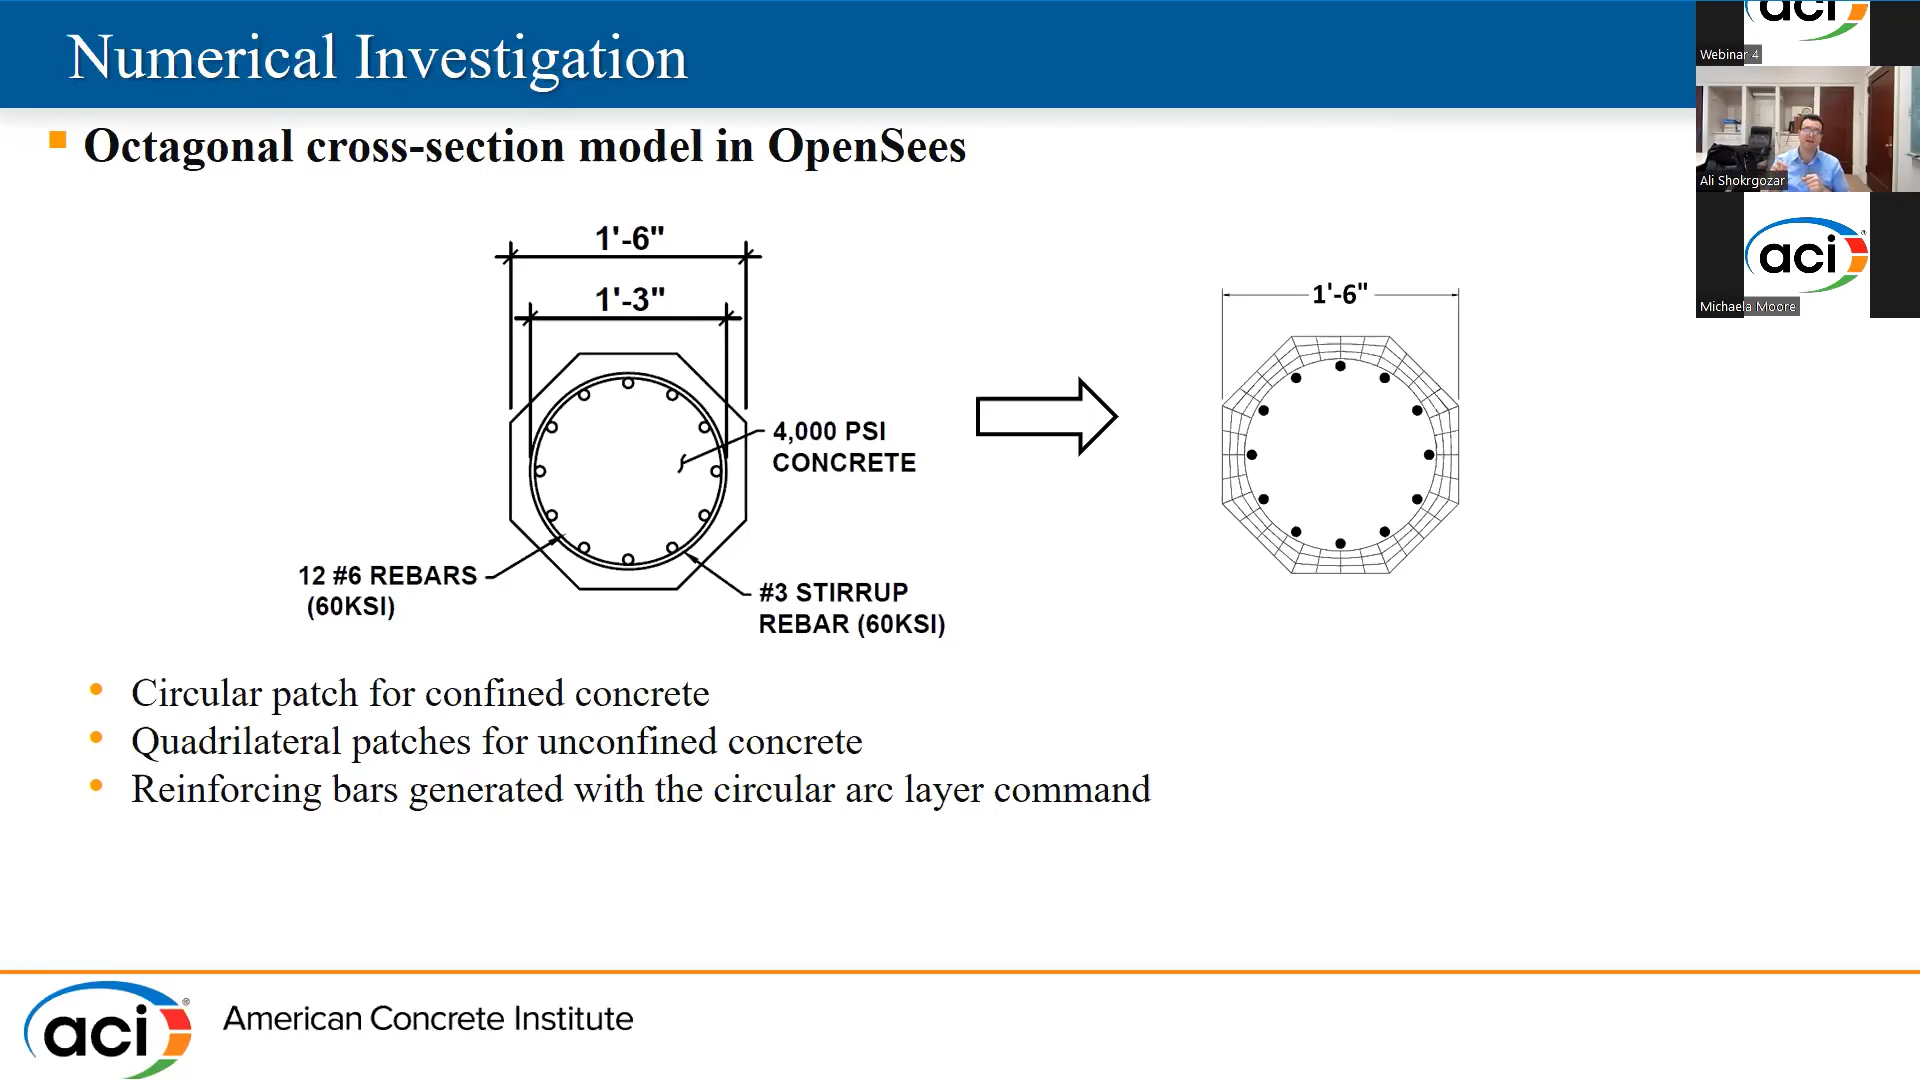 Numerical Investigation
Octagonal cross-section model in OpenSees
1'-6"
1'-3"
4,000 PSI
CONCRETE
12 #6 REBARS
(60KSI)
#3 STIRRUP
REBAR (60KSI)
1'-6"
Circular patch for confined concrete
Quadrilateral patches for unconfined concrete
Reinforcing bars generated with the circular arc layer command
aci®
American Concrete Institute
aci
Webinar 4
Ali Shokrgozar
aci®
Michaela Moore